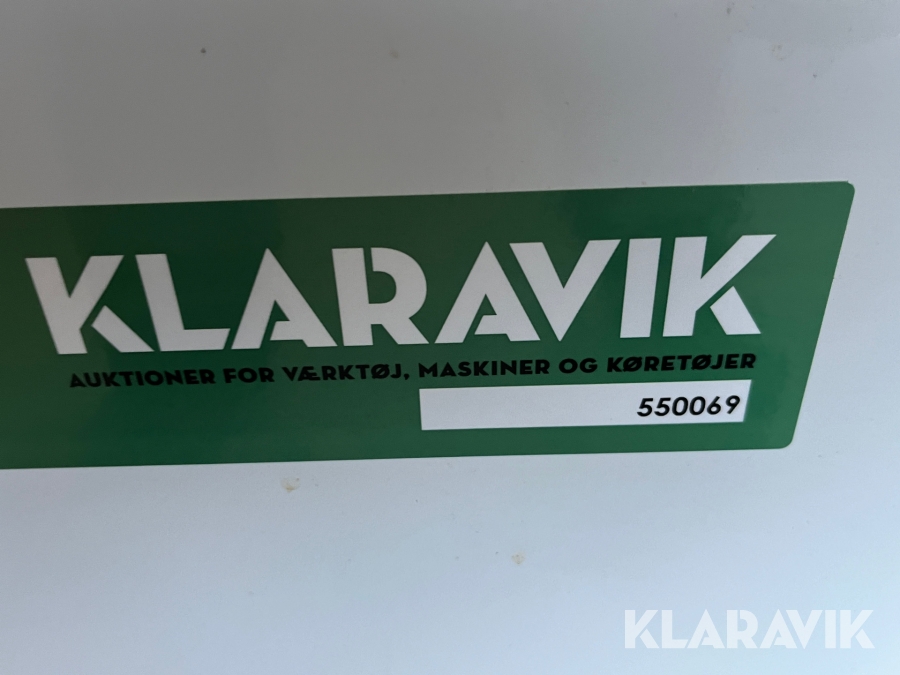 KLARAVIK
AUKTIONER FOR VÆRKTØJ, MASKINER OG KØRETØJER
550069
KLARAVIK